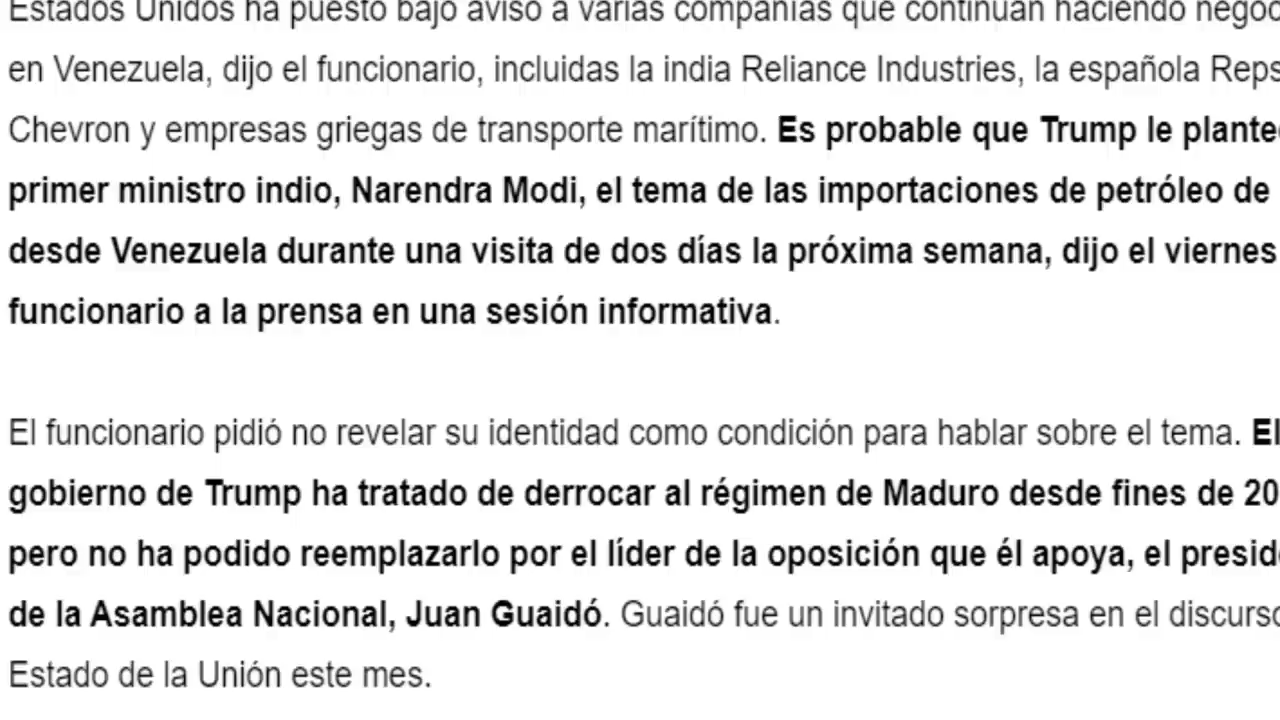 Estados Unidos ha puesto bajo aviso a varias compañías que continúan haciendo
en Venezuela, dijo el funcionario, incluidas la india Reliance Industries, la española
Chevron y empresas griegas de transporte marítimo. Es probable que Trump le
primer ministro indio, Narendra Modi, el tema de las importaciones de petróleo de
desde Venezuela durante una visita de dos días la próxima semana, dijo el viernes
funcionario a la prensa en una sesión informativa.
El funcionario pidió no revelar su identidad como condición para hablar sobre el tema. El
gobierno de Trump ha tratado de derrocar al régimen de Maduro desde fines de 20
pero no ha podido reemplazarlo por el líder de la oposición que él apoya, el
de la Asamblea Nacional, Juan Guaidó. Guaidó fue un invitado sorpresa en el
Estado de la Unión este mes.